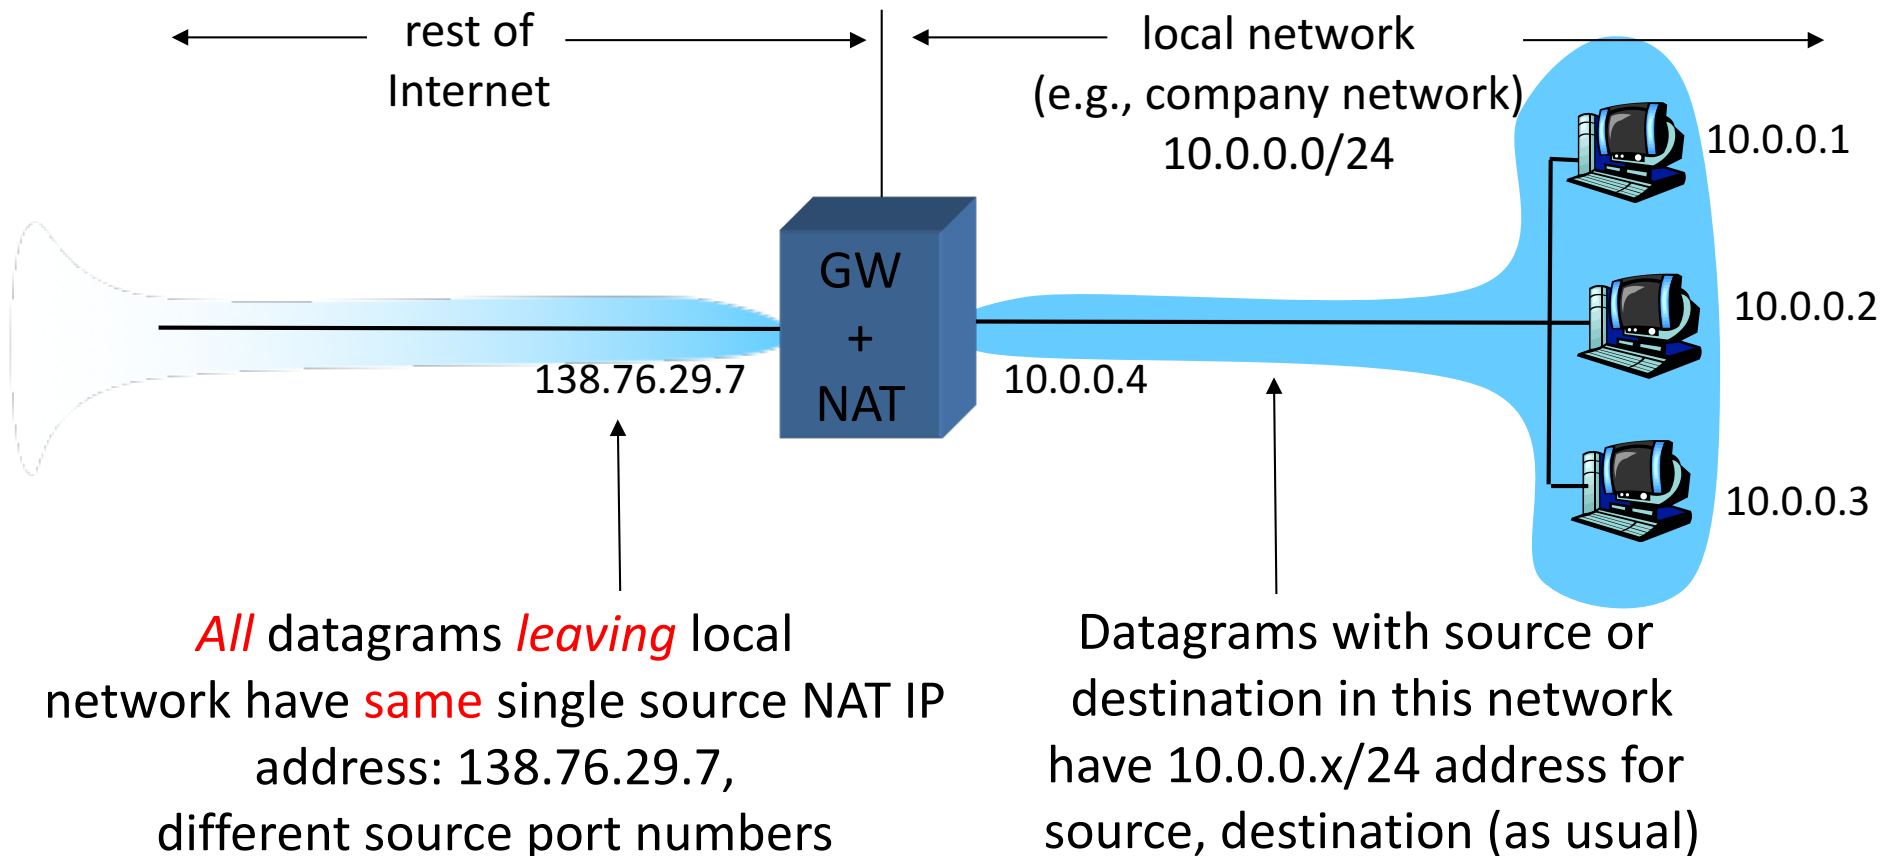 rest of
Internet
local network
(e.g., company network)
10.0.0.0/24
10.0.0.1
10.0.0.2
10.0.0.3
GW
+
NAT
138.76.29.7
10.0.0.4
All datagrams leaving local
network have same single source NAT IP
address: 138.76.29.7,
different source port numbers
Datagrams with source or
destination in this network
have 10.0.0.x/24 address for
source, destination (as usual)